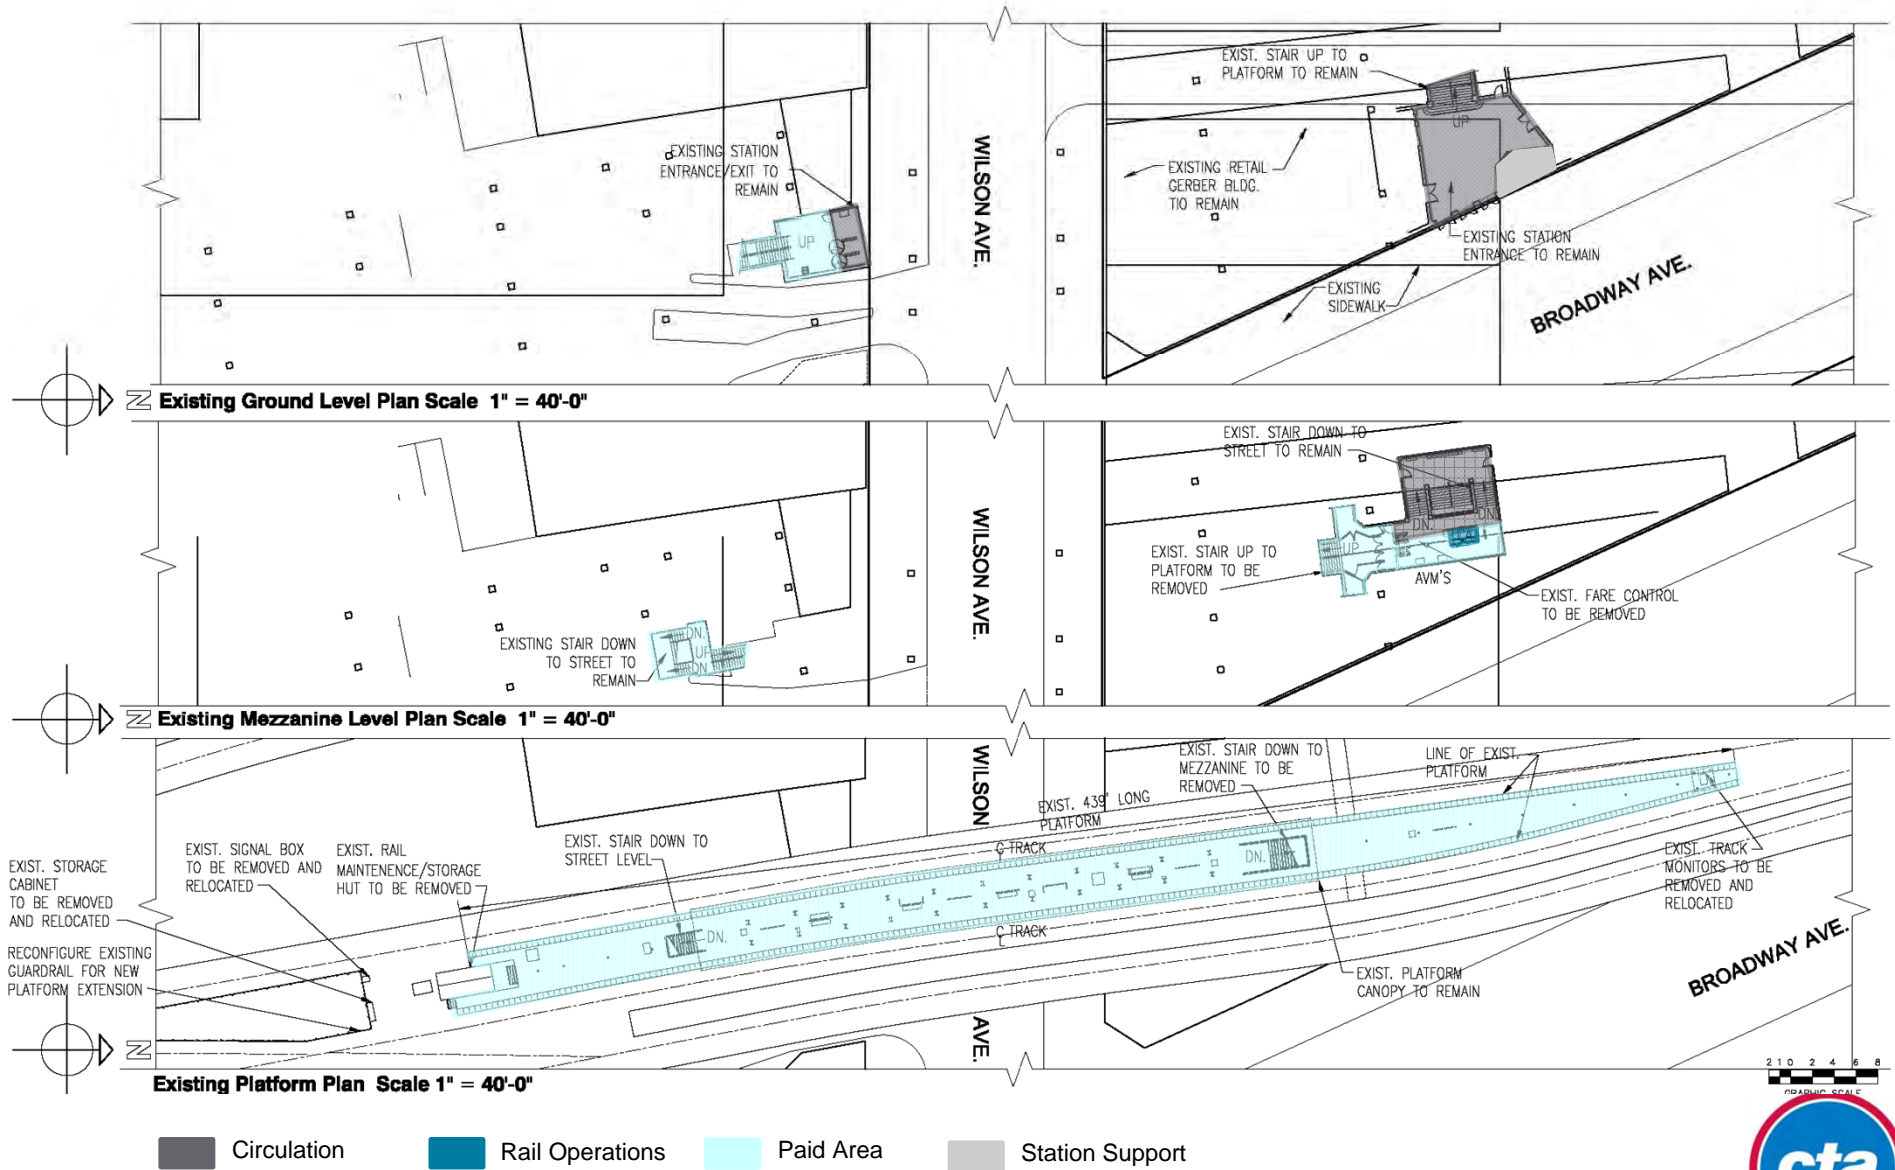 EXIST. STAIR UP TO
PLATFORM TO REMAIN
UP
EXISTING STATION
ENTRANCE/EXIT TO
REMAIN
UP
WILSON AVE.
EXISTING RETAIL
GERBER BLDG.
TIO REMAIN
EXISTING STATION
ENTRANCE TO REMAIN
EXISTING
SIDEWALK
BROADWAY AVE.
N
Existing Ground Level Plan Scale 1" = 40'-0"
EXIST. STAIR DOWN TO
STREET TO REMAIN
DN.
DN.
UP
WILSON AVE.
EXIST. STAIR UP TO
PLATFORM TO BE
REMOVED
AVM'S
EXIST. FARE CONTROL
TO BE REMOVED
EXISTING STAIR DOWN
TO STREET TO
REMAIN
DN.
UP
DN
N
Existing Mezzanine Level Plan Scale 1" = 40'-0"
WILSON
AVE.
EXIST. STAIR DOWN TO
MEZZANINE TO BE
REMOVED
LINE OF EXIST.
PLATFORM
EXIST. 439' LONG
PLATFORM
EXIST. STAIR DOWN TO
STREET LEVEL
EXIST. SIGNAL BOX
TO BE REMOVED AND
RELOCATED
EXIST. RAIL
MAINTENENCE/STORAGE
HUT TO BE REMOVED
EXIST. STORAGE
CABINET
TO BE REMOVED
AND RELOCATED
RECONFIGURE EXISTING
GUARDRAIL FOR NEW
PLATFORM EXTENSION
C TRACK
L
DN.
DN.
C TRACK
L
EXIST. TRACK
MONITORS TO BE
REMOVED AND
RELOCATED
EXIST. PLATFORM
CANOPY TO REMAIN
BROADWAY AVE.
N
Existing Platform Plan Scale 1" = 40'-0"
2 1 0 2 4 6 8
GRAPHIC SCALE
Circulation
Rail Operations
Paid Area
Station Support
cta